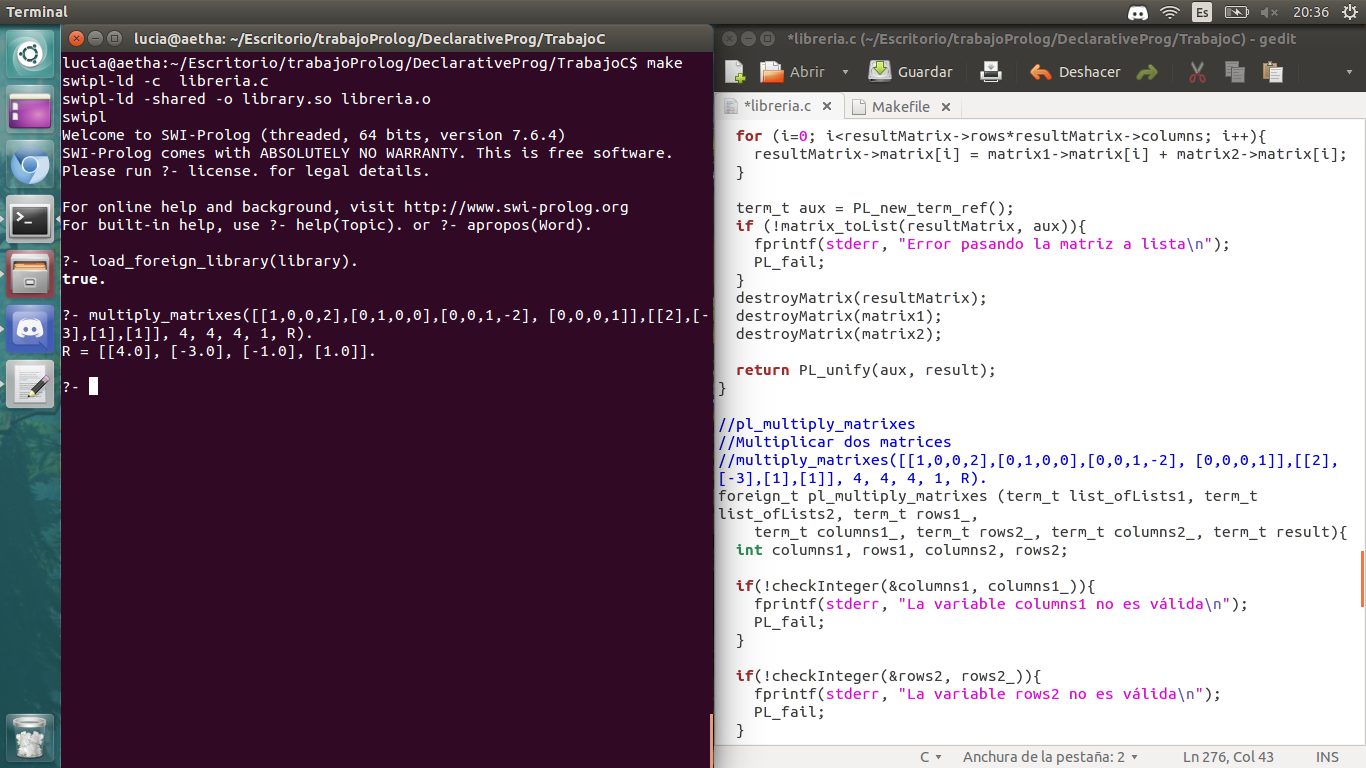 Terminal
Es
20:36
lucia@aetha: ~/Escritorio/trabajoProlog/DeclarativeProg/TrabajoC
lucia@aetha:~/Escritorio/trabajoProlog/DeclarativeProg/TrabajoC$ make
swipl-ld -c  libreria.c
swipl-ld -shared -o library.so libreria.o
swipl
Welcome to SWI-Prolog (threaded, 64 bits, version 7.6.4)
SWI-Prolog comes with ABSOLUTELY NO WARRANTY. This is free software.
Please run ?- license. for legal details.
For online help and background, visit http://www.swi-prolog.org
For built-in help, use ?- help(Topic). or ?- apropos(Word).
?- load_foreign_library(library).
true.
?- multiply_matrixes([[1,0,0,2],[0,1,0,0],[0,0,1,-2], [0,0,0,1]],[[2],[-
3],[1],[1]], 4, 4, 4, 1, R).
R = [[4.0], [-3.0], [-1.0], [1.0]].
?-
*libreria.c (~/Escritorio/trabajoProlog/DeclarativeProg/TrabajoC) - gedit
Abrir
Guardar
Deshacer
*libreria.c ×
Makefile ×
for (i=0; i<resultMatrix->rows*resultMatrix->columns; i++){
resultMatrix->matrix[i] = matrix1->matrix[i] + matrix2->matrix[i];
}
term_t aux = PL_new_term_ref();
if (!matrix_toList(resultMatrix, aux)){
fprintf(stderr, "Error pasando la matriz a lista\n");
PL_fail;
}
destroyMatrix(resultMatrix);
destroyMatrix(matrix1);
destroyMatrix(matrix2);
return PL_unify(aux, result);
}
//pl_multiply_matrixes
//Multiplicar dos matrices
//multiply_matrixes([[1,0,0,2],[0,1,0,0],[0,0,1,-2], [0,0,0,1]],[[2],
[-3],[1],[1]], 4, 4, 4, 1, R).
foreign_t pl_multiply_matrixes (term_t list_ofLists1, term_t
list_ofLists2, term_t rows1_,
term_t columns1_, term_t rows2_, term_t columns2_, term_t result){
int columns1, rows1, columns2, rows2;
if(!checkInteger(&columns1, columns1_)){
fprintf(stderr, "La variable columns1 no es válida\n");
PL_fail;
}
if(!checkInteger(&rows2, rows2_)){
fprintf(stderr, "La variable rows2 no es válida\n");
PL_fail;
}
C
Anchura de la pestaña: 2
Ln 276, Col 43
INS